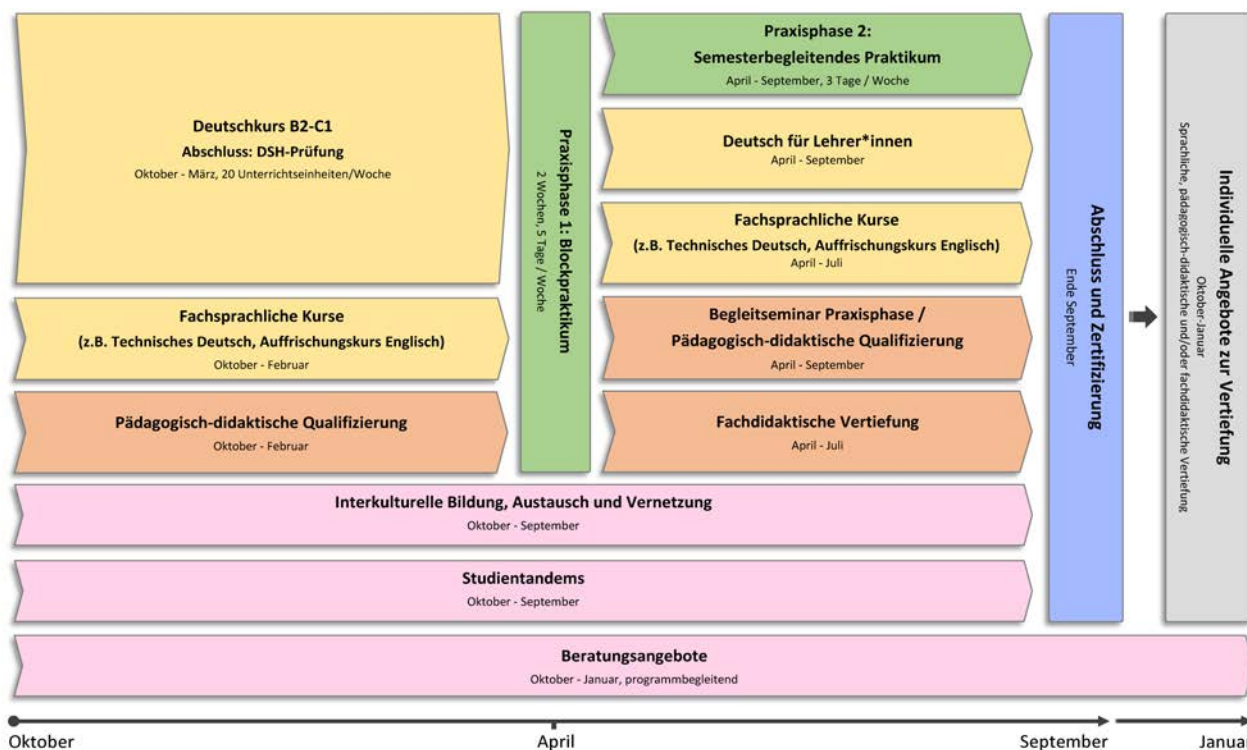 Deutschkurs B2-C1
Abschluss: DSH-Prüfung
Oktober - März, 20 Unterrichtseinheiten/Woche
Fachsprachliche Kurse
(z.B. Technisches Deutsch, Auffrischungskurs Englisch)
Oktober - Februar
Pädagogisch-didaktische Qualifizierung
Oktober - Februar
Praxisphase 1: Blockpraktikum
2 Wochen, 5 Tage / Woche
Praxisphase 2:
Semesterbegleitendes Praktikum
April - September, 3 Tage / Woche
Deutsch für Lehrer*innen
April - September
Fachsprachliche Kurse
(z.B. Technisches Deutsch, Auffrischungskurs Englisch)
April - Juli
Begleitseminar Praxisphase /
Pädagogisch-didaktische Qualifizierung
April - September
Fachdidaktische Vertiefung
April - Juli
Interkulturelle Bildung, Austausch und Vernetzung
Oktober - September
Studientandems
Oktober - September
Beratungsangebote
Oktober - Januar, programmbegleitend
Abschluss und Zertifizierung
Ende September
Individuelle Angebote zur Vertiefung
Oktober-Januar
Sprachliche, pädagogisch-didaktische und/oder fachdidaktische Vertiefung
Oktober
April
September
Januar